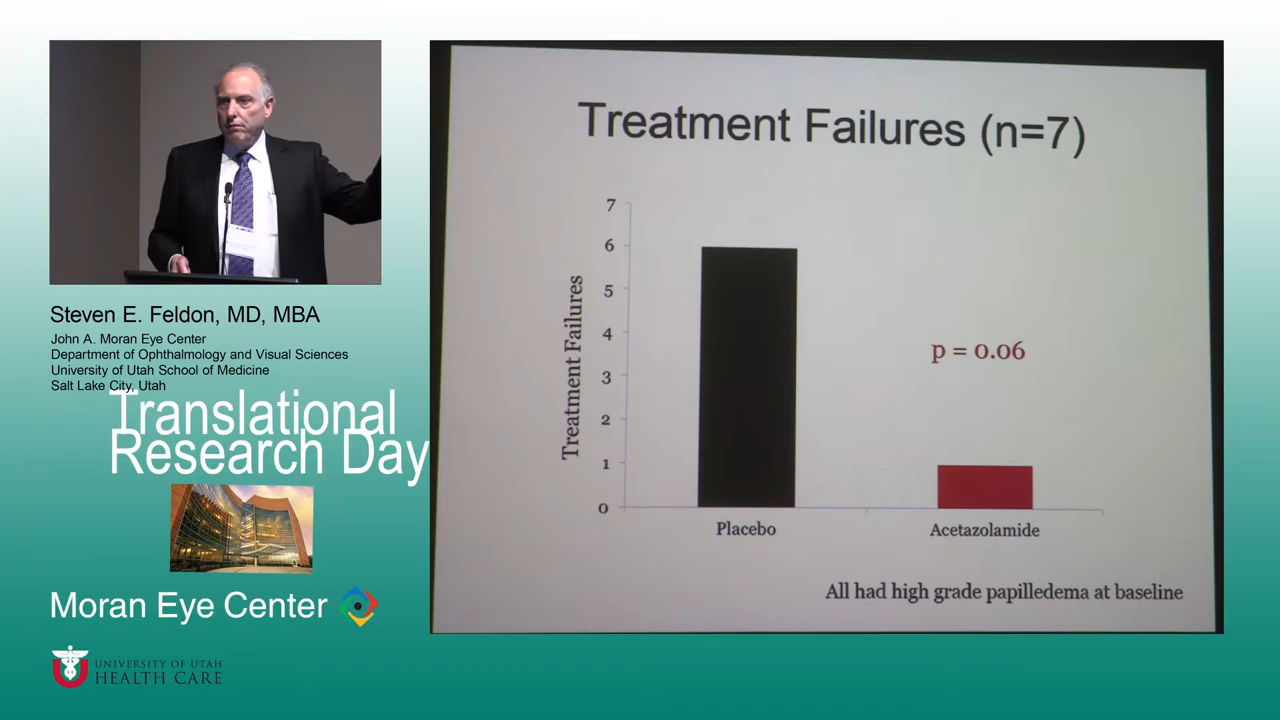 Steven E. Feldon, MD, MBA
John A. Moran Eye Center
Department of Ophthalmology and Visual Sciences
University of Utah School of Medicine
Salt Lake City, Utah
Translational
Research Day
Moran Eye Center
UNIVERSITY OF UTAH
HEALTH CARE
Treatment Failures (n=7)
Treatment Failures
7
6
5
4
3
2
1
0
p = 0.06
Placebo
Acetazolamide
All had high grade papilledema at baseline